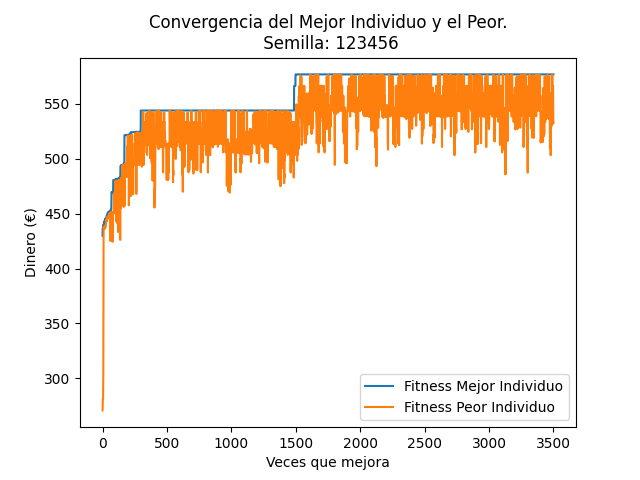 Convergencia del Mejor Individuo y el Peor.
Semilla: 123456
Dinero (€)
550
500
450
400
350
300
Fitness Mejor Individuo
Fitness Peor Individuo
0 500 1000 1500 2000 2500 3000 3500
Veces que mejora